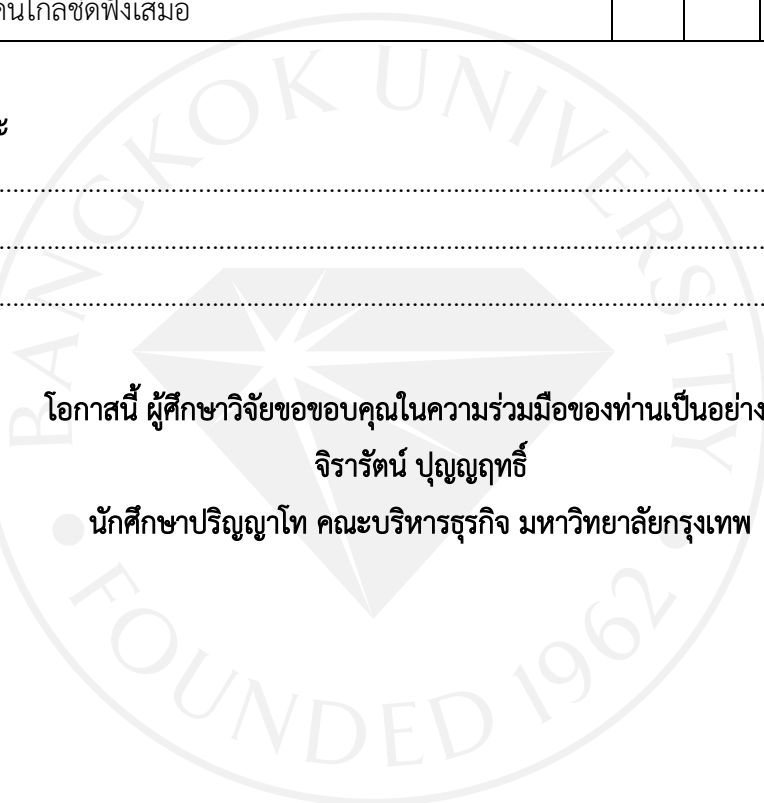 คนใกล้ชิดฟังเสมอ
โอกาสนี้ ผู้ศึกษาวิจัยขอขอบคุณในความร่วมมือของท่านเป็นอย่าง
จิรารัตน์ ปุญญฤทธิ์
นักศึกษาปริญญาโท คณะบริหารธุรกิจ มหาวิทยาลัยกรุงเทพ
BANGKOK UNIVERSITY
FOUNDED 1962